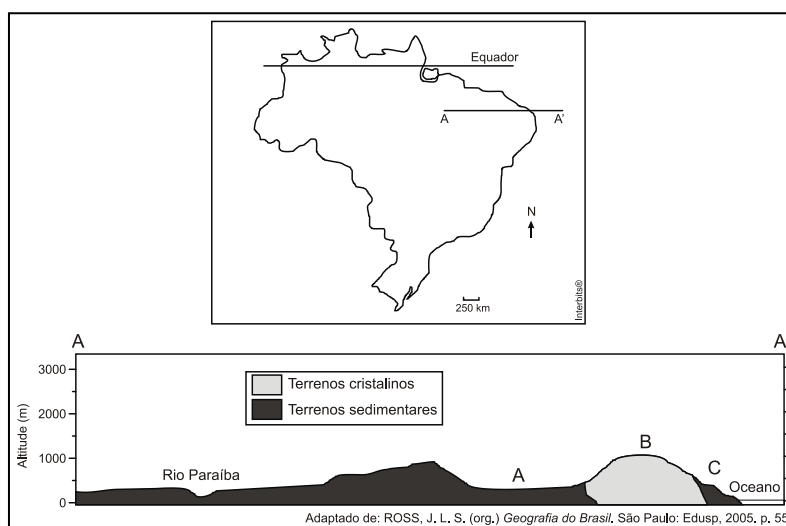 Equador
A A'
N
250 km
Interbits®
A A
3000
2000
1000
0
Altitude (m)
Terrenos cristalinos
Terrenos sedimentares
Rio Paraíba
A
B
C
Oceano
Adaptado de: ROSS, J. L. S. (org.) Geografia do Brasil. São Paulo: Edusp, 2005. p. 55